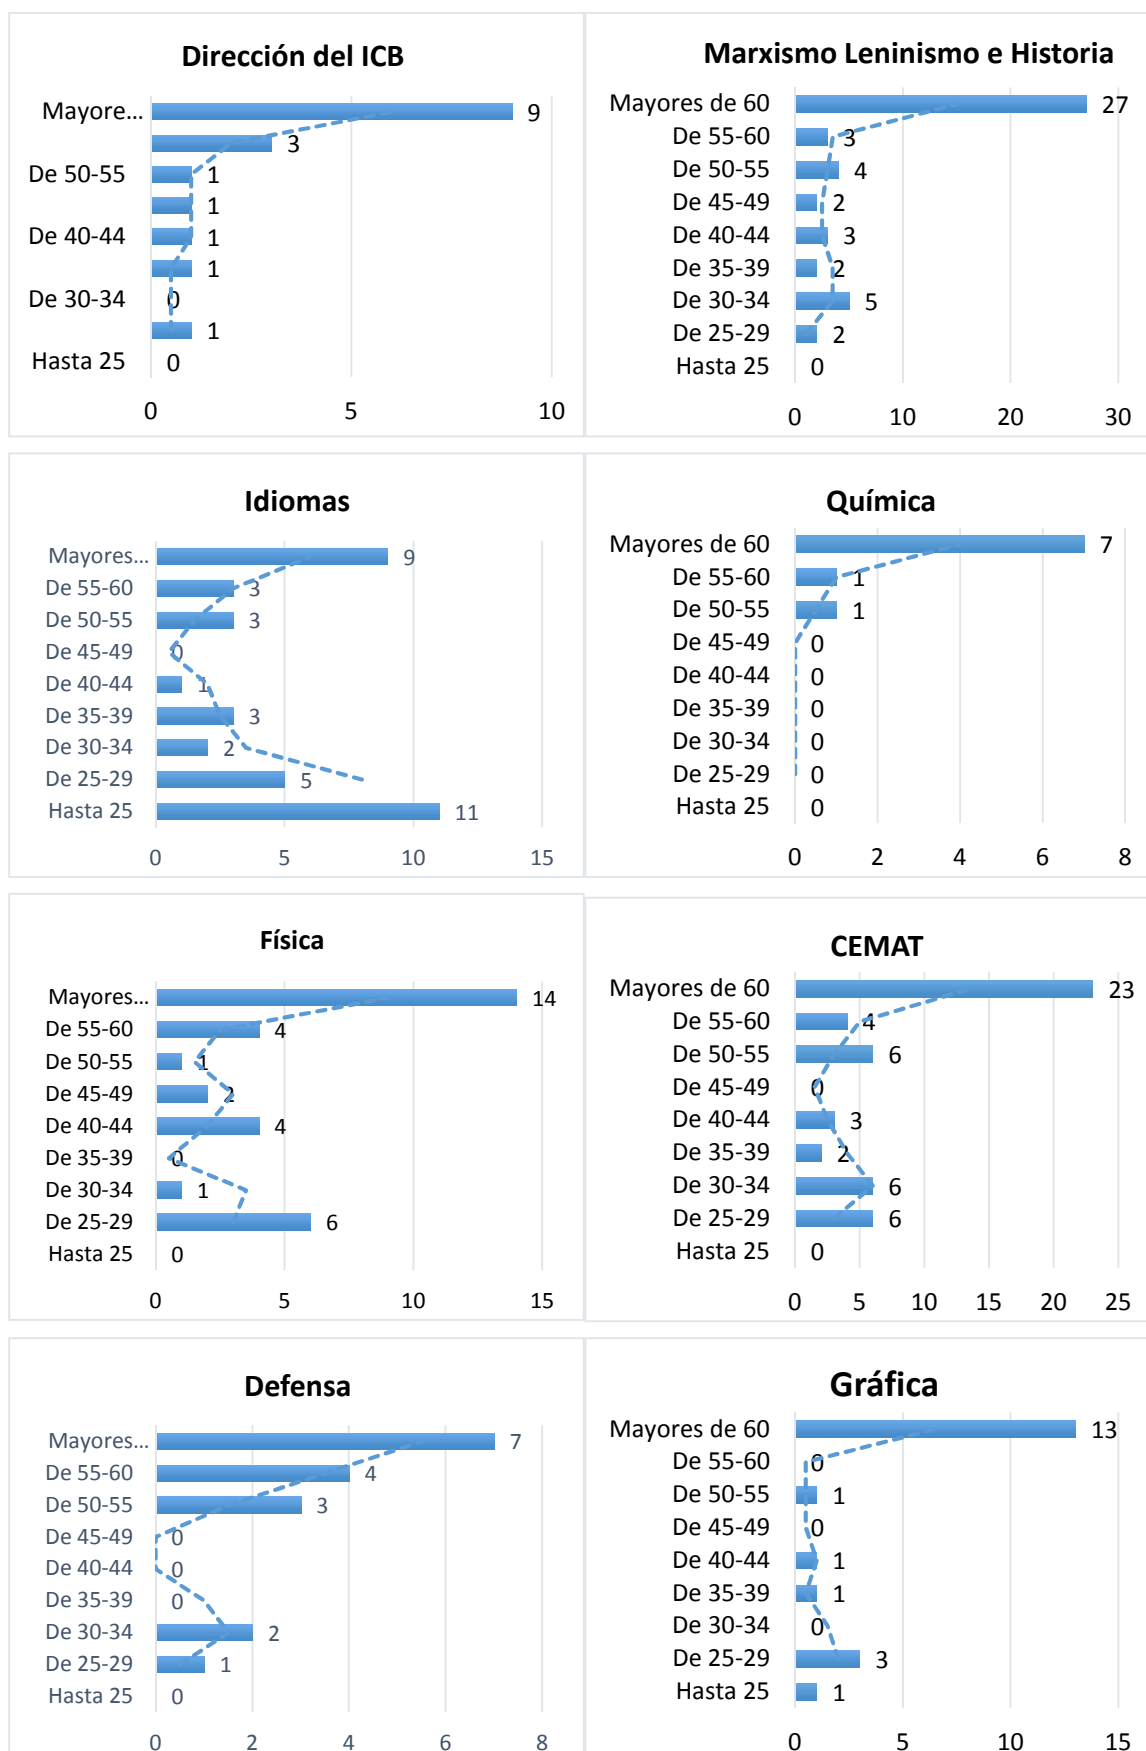 Dirección del ICB
Mayore... 9
3
De 50-55 1
1
De 40-44 1
1
De 30-34 0
1
Hasta 25 0
0 5 10
Marxismo Leninismo e Historia
Mayores de 60 27
De 55-60 3
De 50-55 4
De 45-49 2
De 40-44 3
De 35-39 2
De 30-34 5
De 25-29 2
Hasta 25 0
0 10 20 30
Idiomas
Mayores... 9
De 55-60 3
De 50-55 3
De 45-49 0
De 40-44 1
De 35-39 3
De 30-34 2
De 25-29 5
Hasta 25 11
0 5 10 15
Química
Mayores de 60 7
De 55-60 1
De 50-55 1
De 45-49 0
De 40-44 0
De 35-39 0
De 30-34 0
De 25-29 0
Hasta 25 0
0 2 4 6 8
Física
Mayores... 14
De 55-60 4
De 50-55 1
De 45-49 2
De 40-44 4
De 35-39 0
De 30-34 1
De 25-29 6
Hasta 25 0
0 5 10 15
CEMAT
Mayores de 60 23
De 55-60 4
De 50-55 6
De 45-49 0
De 40-44 3
De 35-39 2
De 30-34 6
De 25-29 6
Hasta 25 0
0 5 10 15 20 25
Defensa
Mayores... 7
De 55-60 4
De 50-55 3
De 45-49 0
De 40-44 0
De 35-39 0
De 30-34 2
De 25-29 1
Hasta 25 0
0 2 4 6 8
Gráfica
Mayores de 60 13
De 55-60 0
De 50-55 1
De 45-49 0
De 40-44 1
De 35-39 1
De 30-34 0
De 25-29 3
Hasta 25 1
0 5 10 15